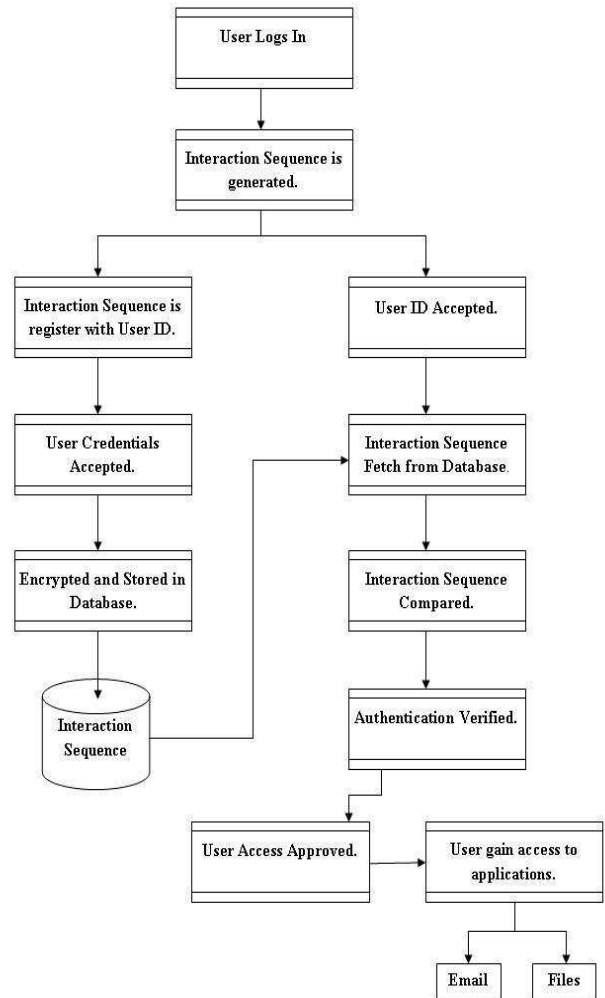 User Logs In
Interaction Sequence is
generated.
Interaction Sequence is
register with User ID.
User ID Accepted.
User Credentials
Accepted.
Interaction Sequence
Fetch from Database.
Encrypted and Stored in
Database.
Interaction Sequence
Compared.
Interaction
Sequence
Authentication Verified.
User Access Approved.
User gain access to
applications.
Email
Files